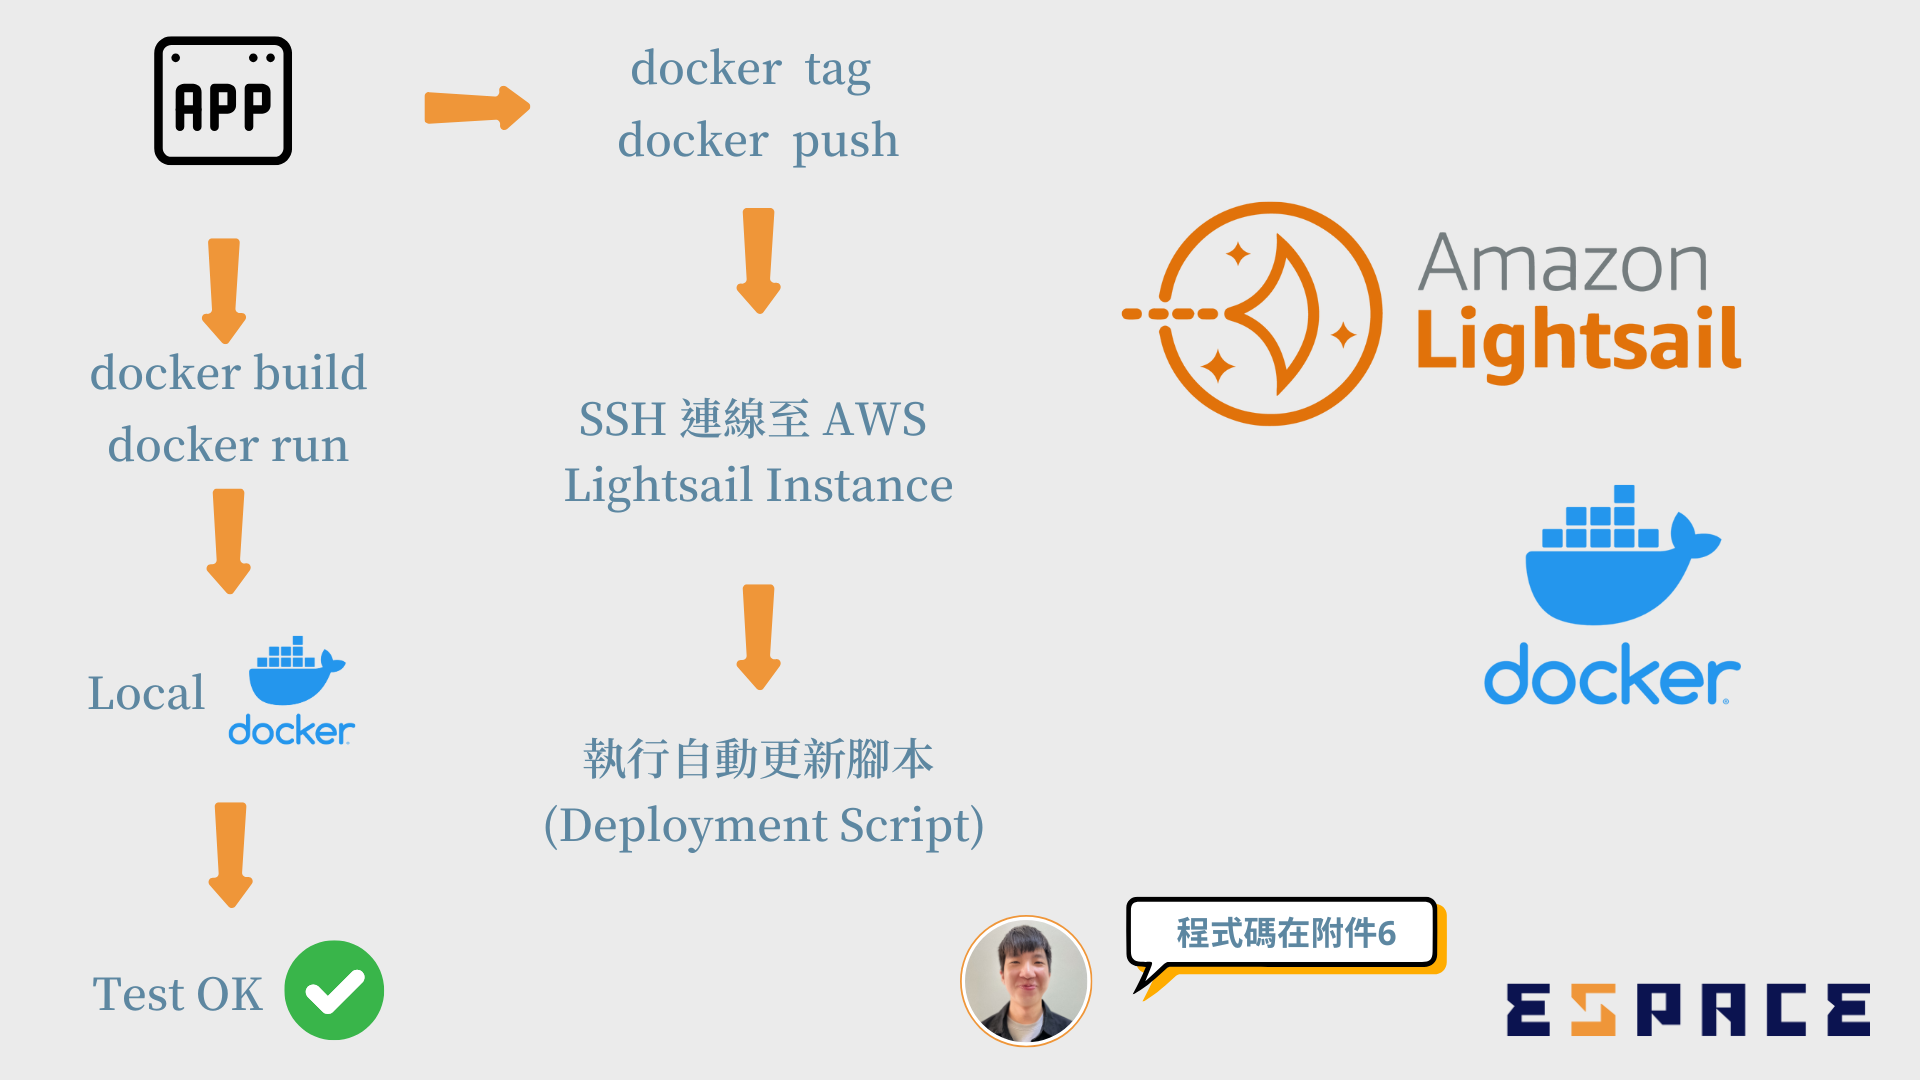 APP
docker build
docker run
Local
docker
Test OK
docker tag
docker push
SSH 連線至 AWS
Lightsail Instance
執行自動更新腳本
(Deployment Script)
Amazon
Lightsail
docker
程式碼在附件6
ESPACE